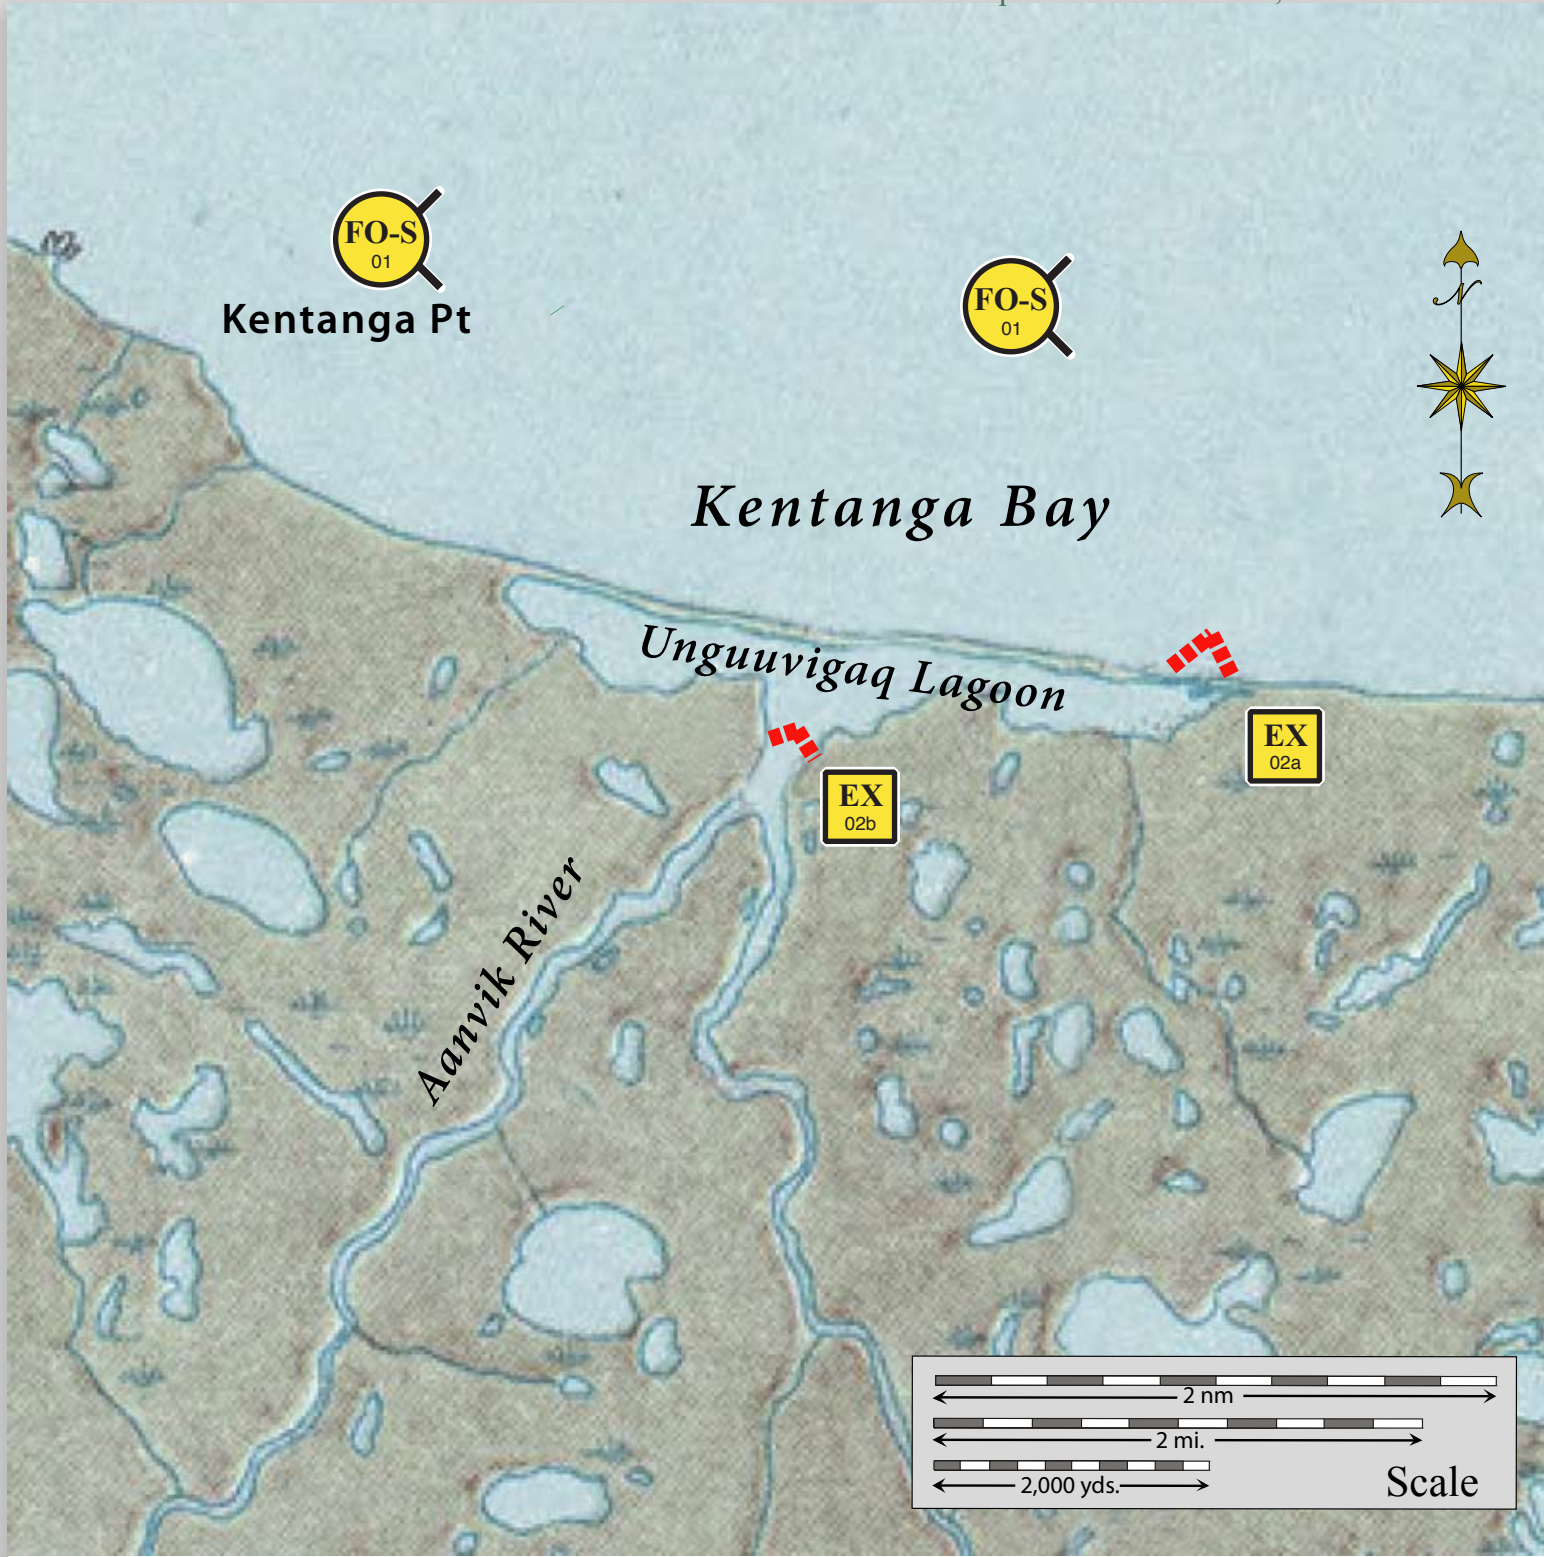 FO-S
01
Kentanga Pt
FO-S
01
N
Kentanga Bay
Unguuvigaq Lagoon
EX
02a
EX
02b
Aanvik River
2 nm
2 mi.
2,000 yds.
Scale